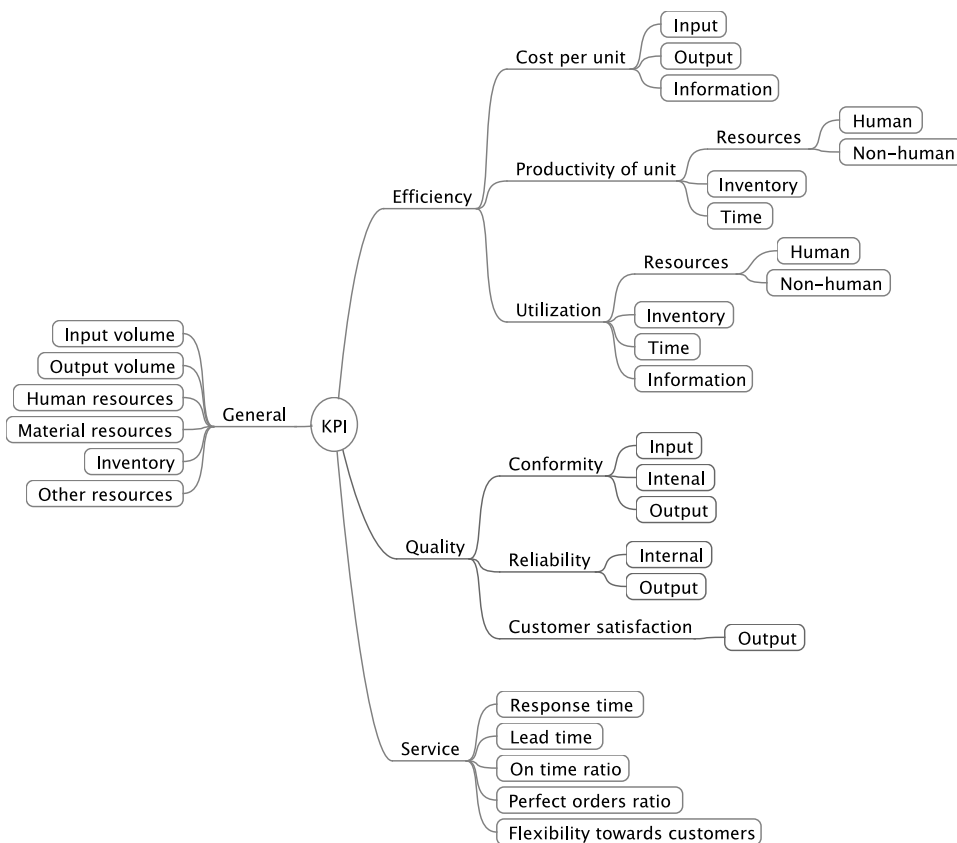 Input
Cost per unit
Output
Information
Human
Resources
Non-human
Productivity of unit
Inventory
Efficiency
Time
Human
Resources
Non-human
Utilization
Inventory
Time
Information
Input volume
Output volume
Human resources
General
KPI
Material resources
Inventory
Other resources
Input
Conformity
Intenal
Output
Quality
Internal
Reliability
Output
Customer satisfaction
Output
Response time
Lead time
Service
On time ratio
Perfect orders ratio
Flexibility towards customers